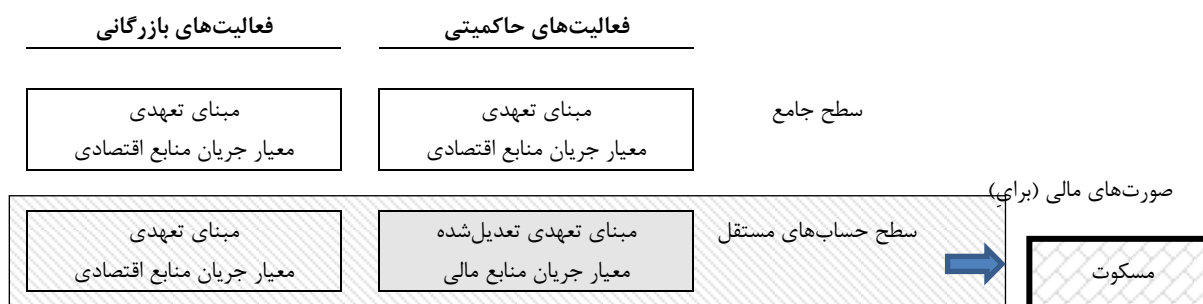 فعالیت‌های حاکمیتی
فعالیت‌های بازرگانی
سطح جامع
مبنای تعهدی
معیار جریان منابع اقتصادی
مبنای تعهدی
معیار جریان منابع اقتصادی
صورت‌های مالی (برایِ)
سطح حساب‌های مستقل
مبنای تعهدی تعدیل‌شده
معیار جریان منابع مالی
مبنای تعهدی
معیار جریان منابع اقتصادی
مسکوت